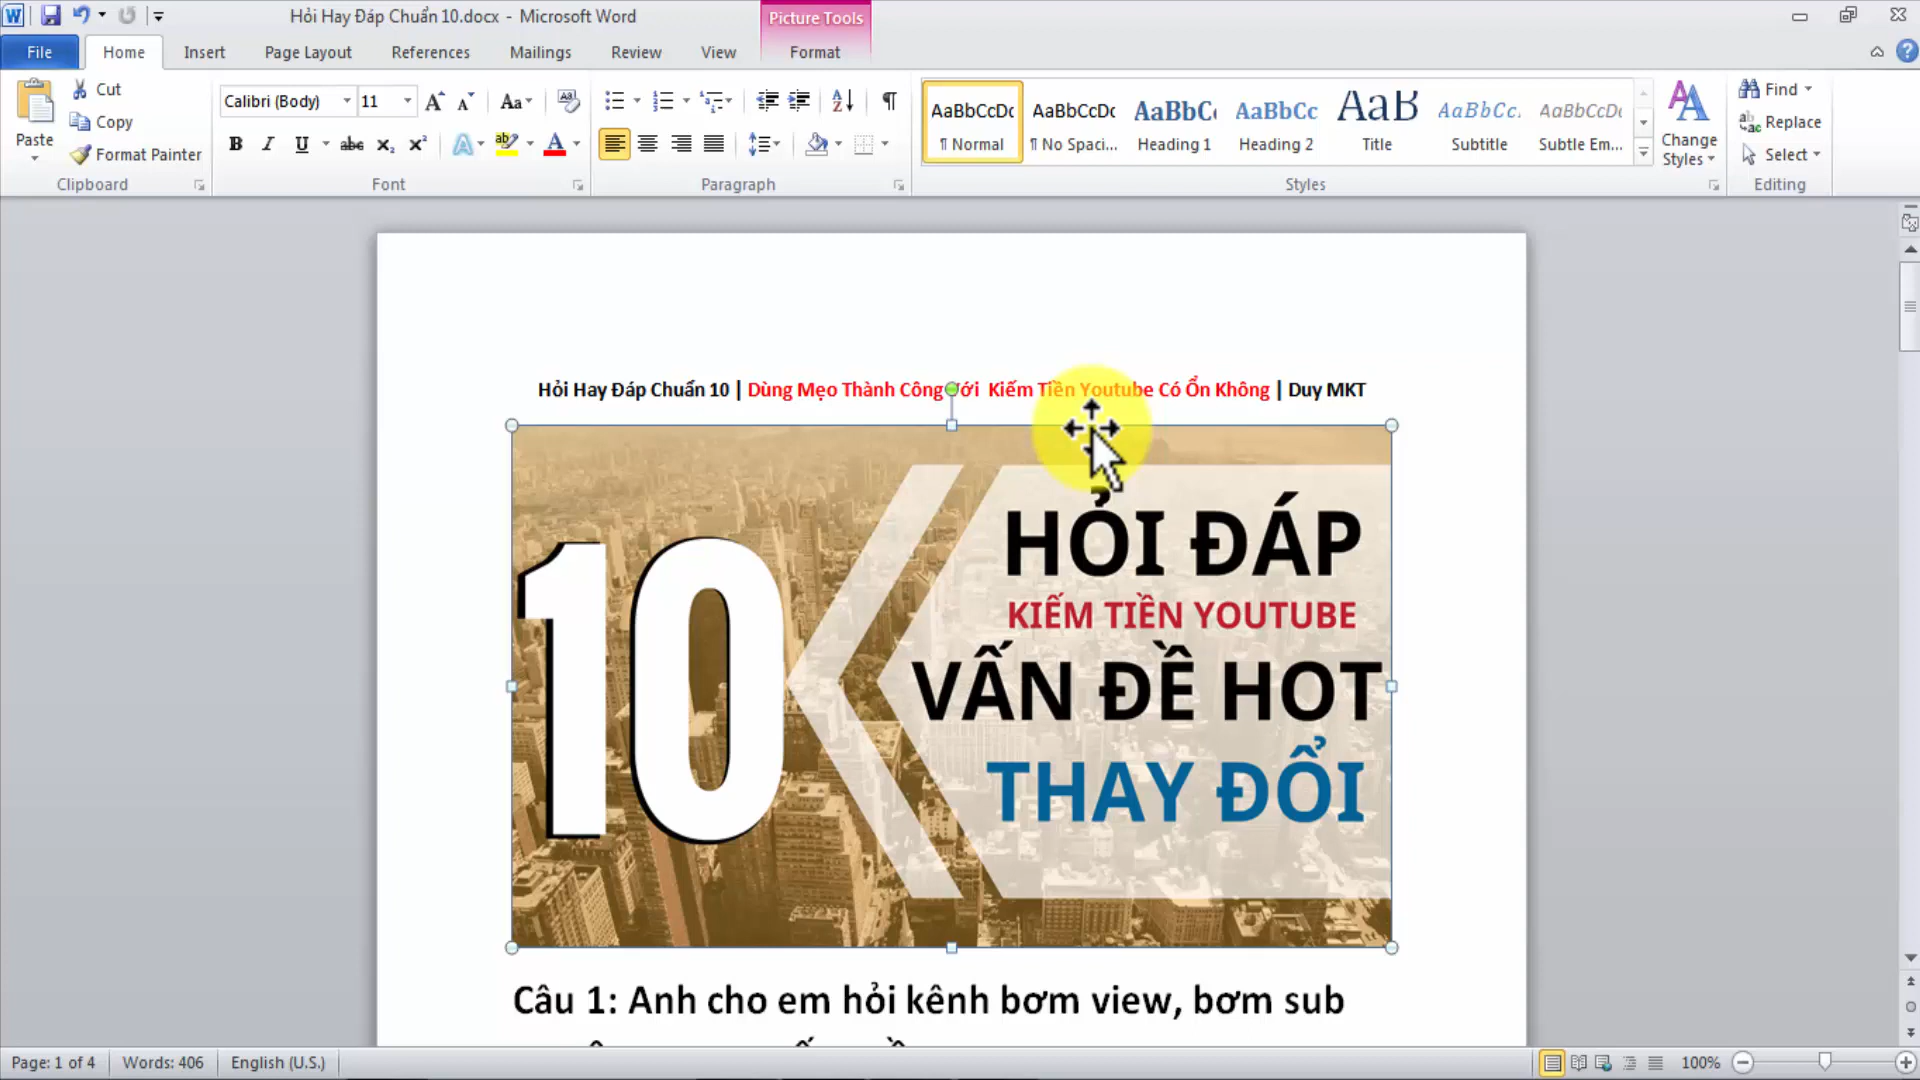 Hỏi Hay Đáp Chuẩn 10.docx - Microsoft Word
Picture Tools
File
Home
Insert
Page Layout
References
Mailings
Review
View
Format
Paste
Cut
Copy
Format Painter
Clipboard
Calibri (Body)
11
Font
Paragraph
AaBbCcDc
¶ Normal
AaBbCcDc
¶ No Spaci...
AaBbC
Heading 1
AaBbCc
Heading 2
AaB
Title
AaBbCc.
Subtitle
AaBbCcDc
Subtle Em...
Change Styles
Styles
Find
Replace
Select
Editing
Hỏi Hay Đáp Chuẩn 10 | Dùng Mẹo Thành Công Với Kiếm Tiền Youtube Có Ổn Không | Duy MKT
10
HỎI ĐÁP
KIẾM TIỀN YOUTUBE
VẤN ĐỀ HOT
THAY ĐỔI
Câu 1: Anh cho em hỏi kênh bơm view, bơm sub
Page: 1 of 4
Words: 406
English (U.S.)
100%